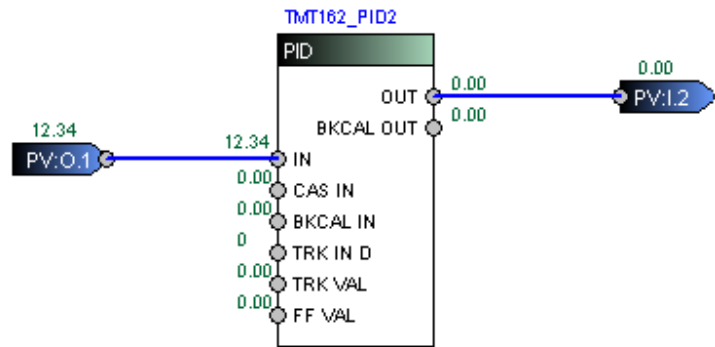 TMT162_PID2
PID
0.00
OUT
0.00
PV:I.2
BKCAL OUT
0.00
12.34
PV:O.1
12.34
IN
0.00
CAS IN
0.00
BKCAL IN
0
TRK IN D
0.00
TRK VAL
0.00
FF VAL